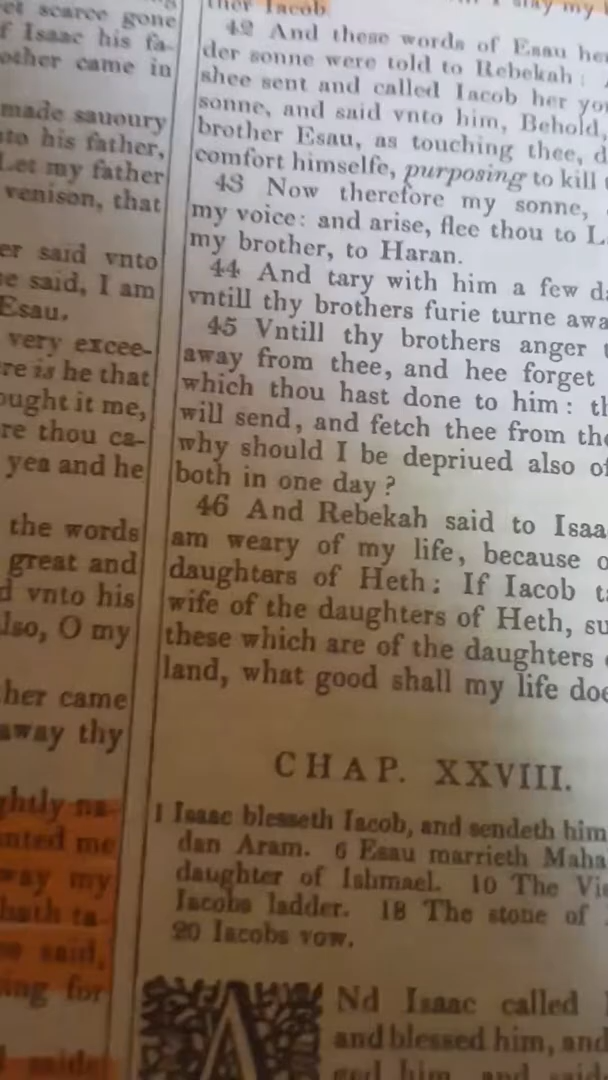 et scarce gone
f Isaac his fa-
other came in
made sauoury
nto his father,
Let my father
venison, that
er said vnto
he said, I am
Esau.
very excee-
re is he that
ought it me,
re thou ca-
yea and he
the words
great and
d vnto his
lso, O my
her came
away thy
ghtly na-
nted me
way my
hath ta-
said,
ing for
ther Iacob.
42 And these words of Esau he
der sonne were told to Rebekah:
shee sent and called Iacob her yo
sonne, and said vnto him, Behold,
brother Esau, as touching thee, d
comfort himselfe, purposing to kill
43 Now therefore my sonne,
my voice: and arise, flee thou to L
my brother, to Haran.
44 And tary with him a few da
vntill thy brothers furie turne awa
45 Vntill thy brothers anger t
away from thee, and hee forget
which thou hast done to him: th
will send, and fetch thee from the
why should I be depriued also of
both in one day?
46 And Rebekah said to Isaa
am weary of my life, because o
daughters of Heth: If Iacob ta
wife of the daughters of Heth, su
these which are of the daughters o
land, what good shall my life doe
CHAP. XXVIII.
1 Isaac blesseth Iacob, and sendeth him
dan Aram. 6 Esau marrieth Maha
daughter of Ishmael. 10 The Vi
Iacobs ladder. 18 The stone of
20 Iacobs vow.
ANd Isaac called
and blessed him, and
ged him, and said